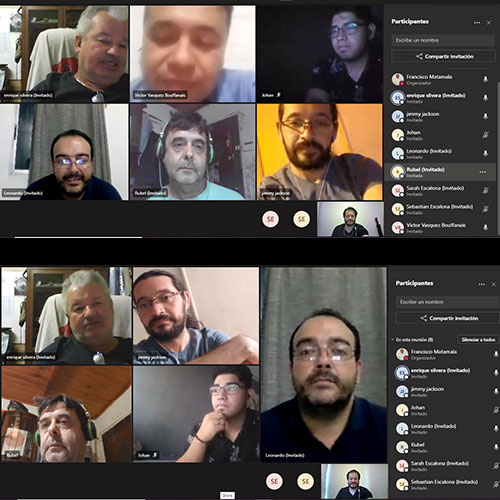 Participantes
Escribe un nombre
Compartir invitación
Francisco Matamala
Organizador
enrique silvera (Invitado)
Invitado
jimmy jackson
Invitado
Johan
Invitado
Leonardo (Invitado)
Invitado
Rubel (Invitado)
Invitado
Sarah Escalona (Invitado)
Invitado
Sebastian Escalona (Invitado)
Invitado
Victor Vasquez Bouffanais
Invitado
enrique silvera (Invitado)
Victor Vasquez Bouffanais
Johan
Leonardo (Invitado)
Rubel (Invitado)
jimmy jackson
SE
SE
Participantes
Escribe un nombre
Compartir invitación
En esta reunión (8)
Silenciar a todos
Francisco Matamala
Organizador
enrique silvera (Invitado)
Invitado
jimmy jackson
Invitado
Johan
Invitado
Leonardo (Invitado)
Invitado
Rubel
Invitado
Sarah Escalona (Invitado)
Invitado
Sebastian Escalona (Invitado)
Invitado
enrique silvera (Invitado)
jimmy jackson
Rubel
Johan
Leonardo (Invitado)
SE
SE